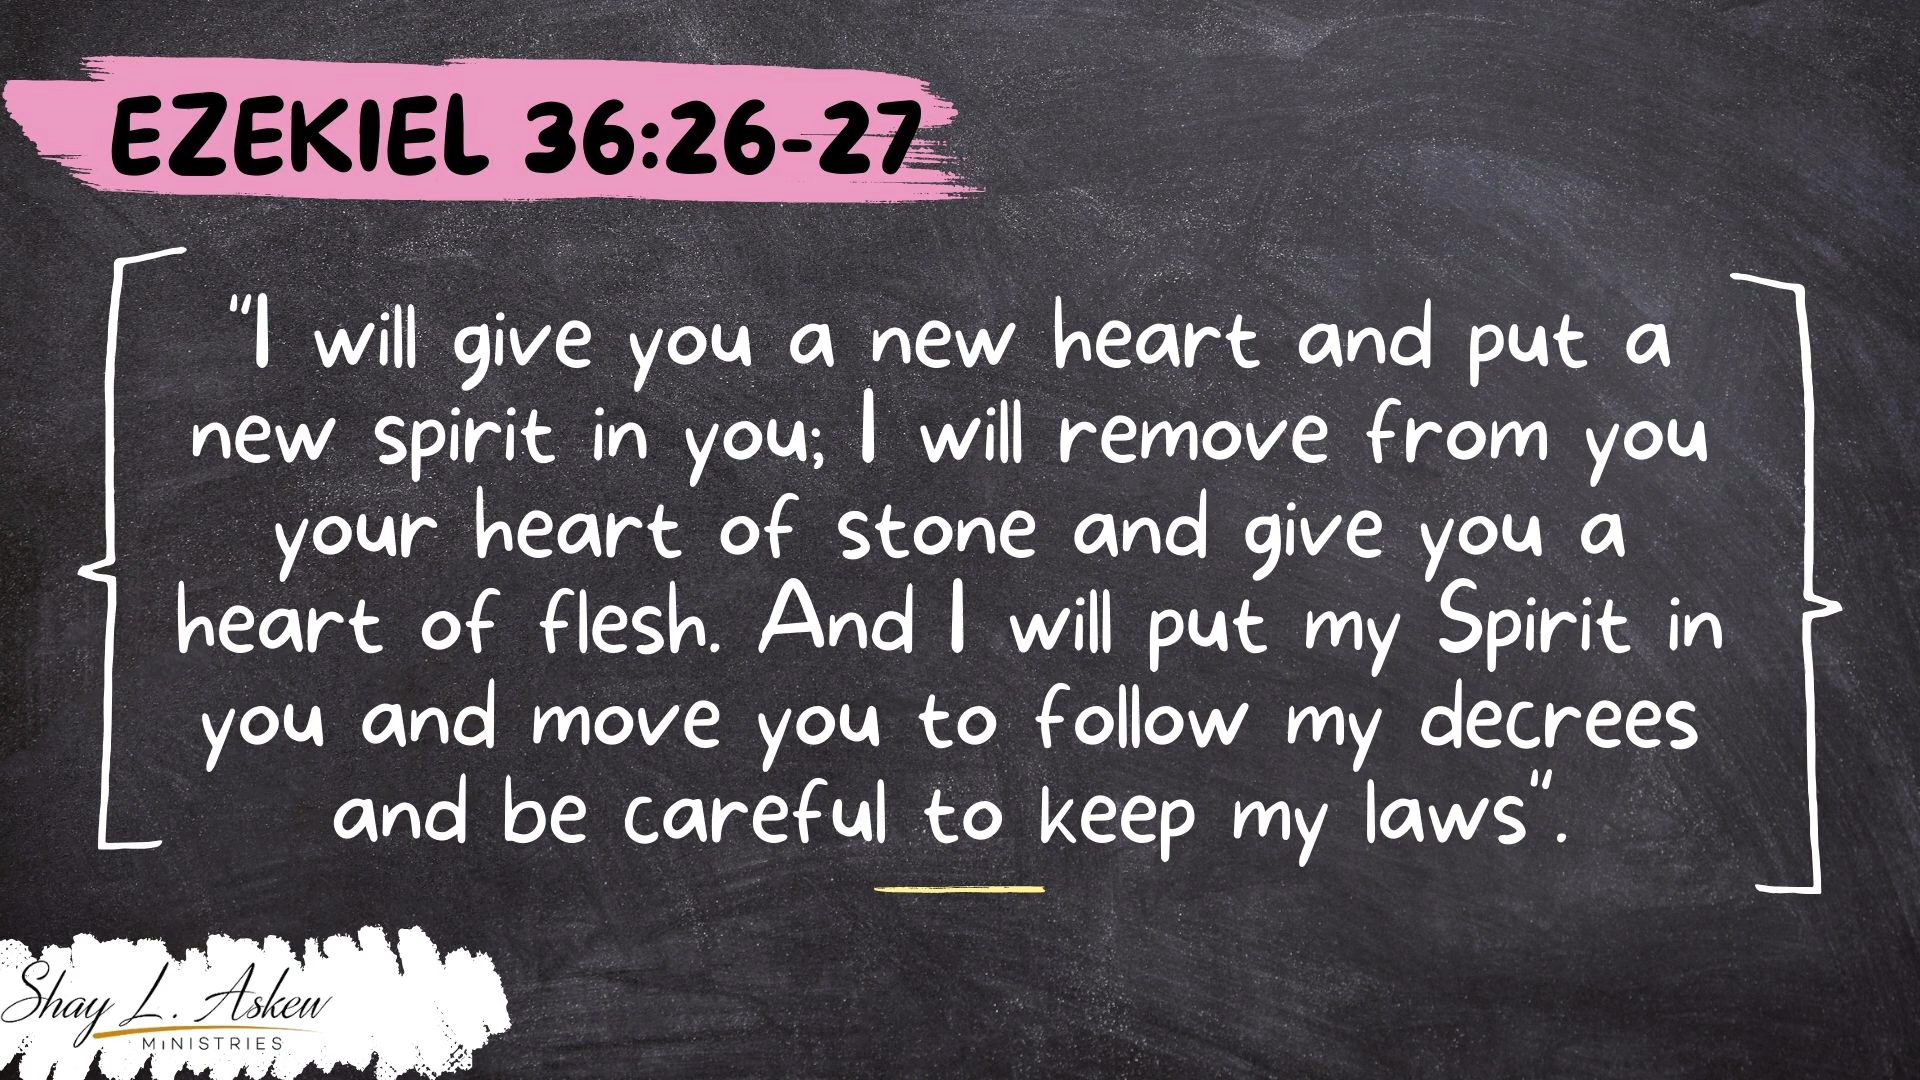 EZEKIEL 36:26-27
"I will give you a new heart and put a
new spirit in you; I will remove from you
your heart of stone and give you a
heart of flesh. And I will put my Spirit in
you and move you to follow my decrees
and be careful to keep my laws".
Shay L. Askew
MiNISTRIES